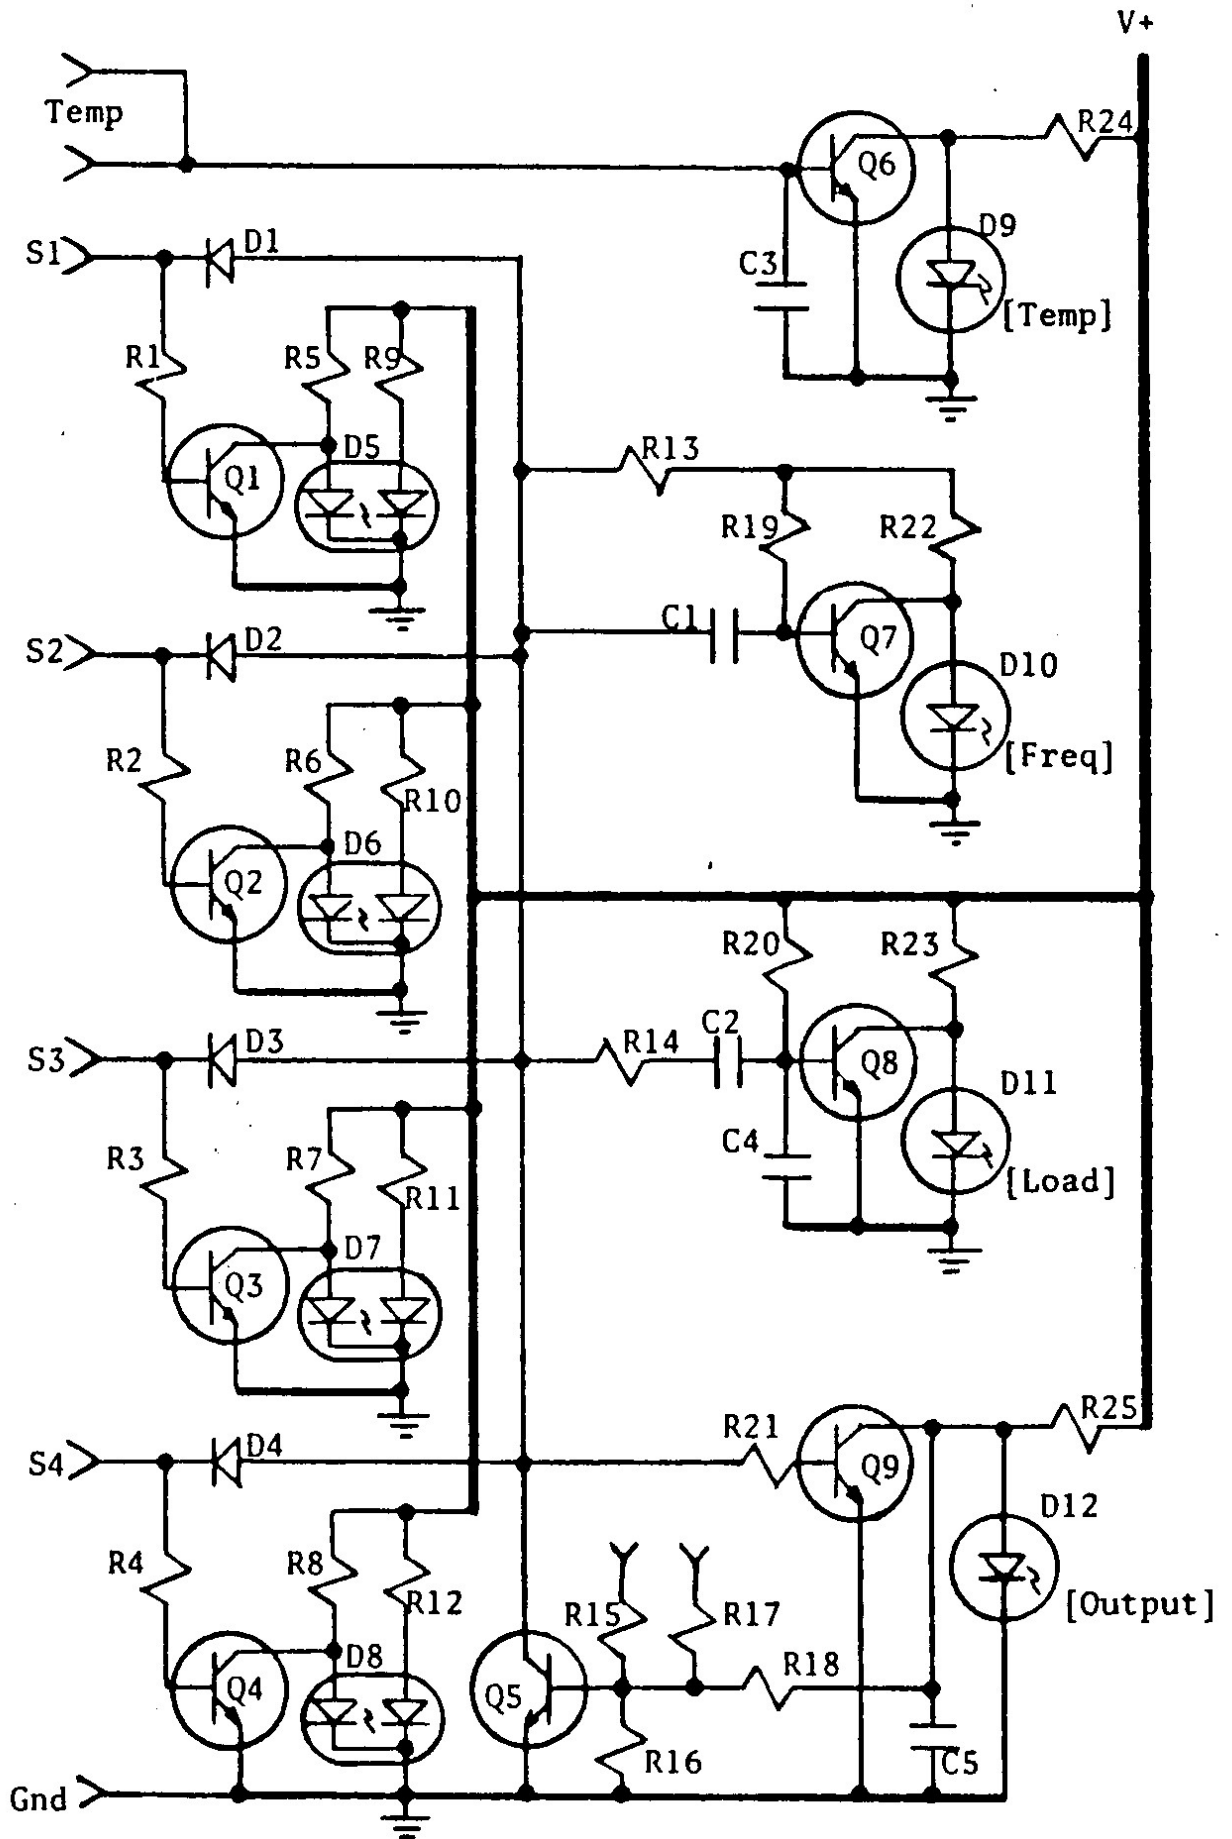 V+
Temp
R24
Q6
D9
[Temp]
C3
S1
D1
R1
R5
R9
Q1
D5
R13
R19
R22
C1
Q7
D10
[Freq]
S2
D2
R2
R6
R10
Q2
D6
R20
R23
S3
D3
R14
C2
Q8
D11
[Load]
C4
R3
R7
R11
Q3
D7
R21
R25
S4
D4
Q9
D12
[Output]
R4
R8
R12
R15
R17
R18
Q4
D8
Q5
R16
C5
Gnd